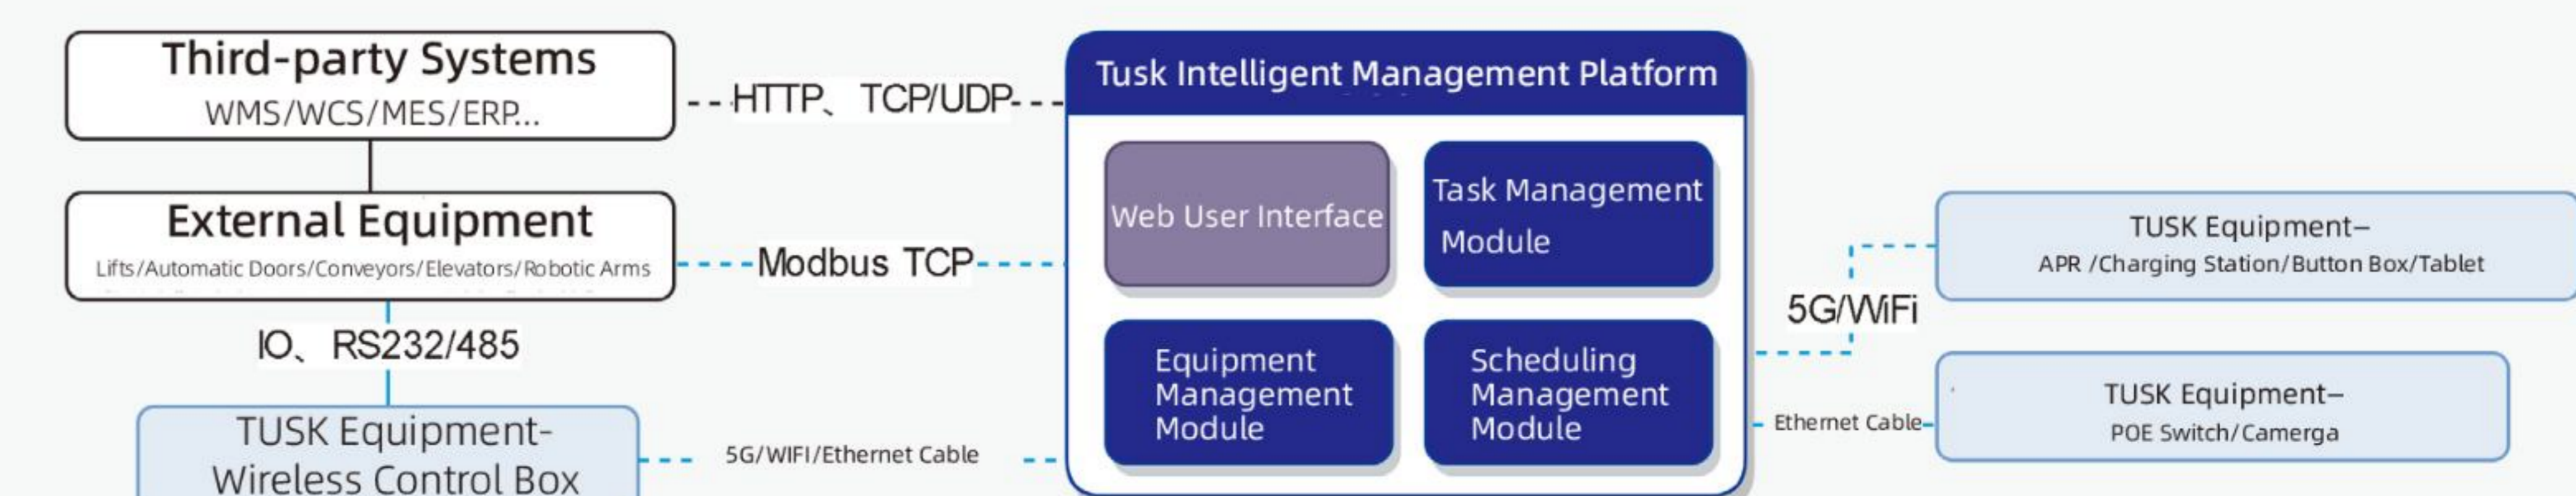 Third-party Systems
WMS/WCS/MES/ERP...
HTTP、TCP/UDP
Tusk Intelligent Management Platform
External Equipment
Lifts/Automatic Doors/Conveyors/Elevators/Robotic Arms
Modbus TCP
Web User Interface
Task Management
Module
IO、RS232/485
TUSK Equipment-
Wireless Control Box
5G/WIFI/Ethernet Cable
Equipment
Management
Module
Scheduling
Management
Module
5G/WiFi
TUSK Equipment—
APR /Charging Station/Button Box/Tablet
Ethernet Cable
TUSK Equipment—
POE Switch/Camerga